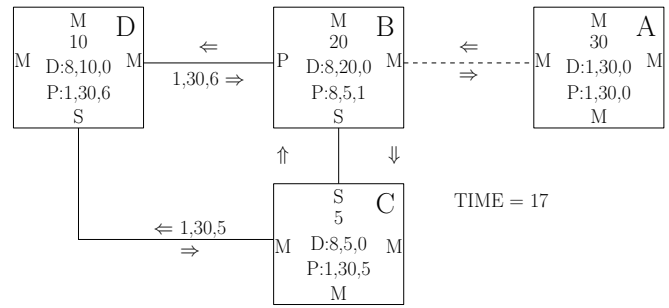 M D
10
M D:8,10,0 M
P:1,30,6
S
⇐
1,30,6 ⇒
M B
20
P D:8,20,0 M
P:8,5,1
S
⇐
⇒
M A
30
M D:1,30,0 M
P:1,30,0
M
⇑ ⇓
⇐ 1,30,5
⇒
S C
5
M D:8,5,0 M
P:1,30,5
M
TIME = 17